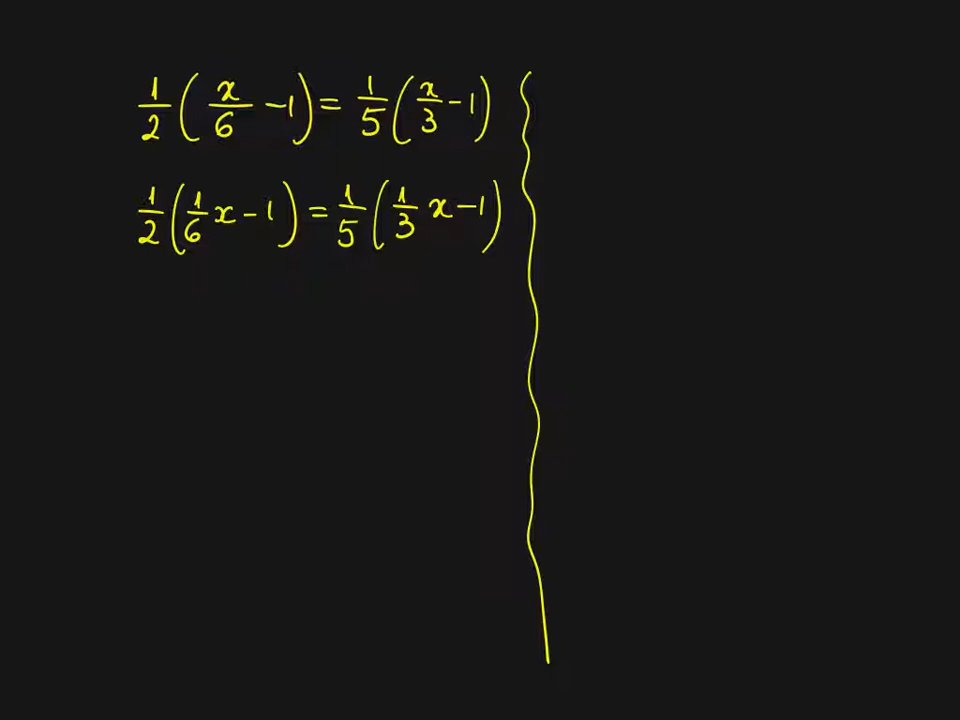 1/2 (x/6 − 1) = 1/5 (x/3 − 1)
1/2 (1/6 x − 1) = 1/5 (1/3 x − 1)